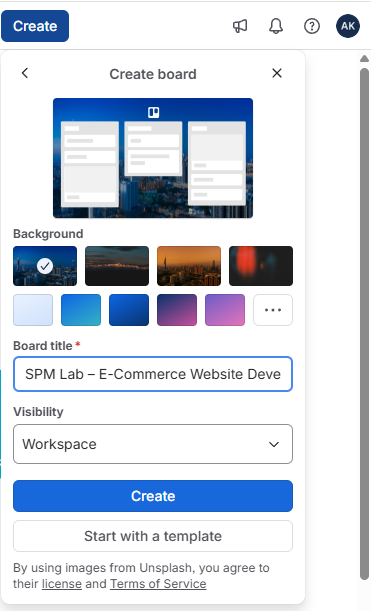 Create
AK
Create board
Background
Board title *
SPM Lab – E-Commerce Website Deve
Visibility
Workspace
Create
Start with a template
By using images from Unsplash, you agree to
their license and Terms of Service